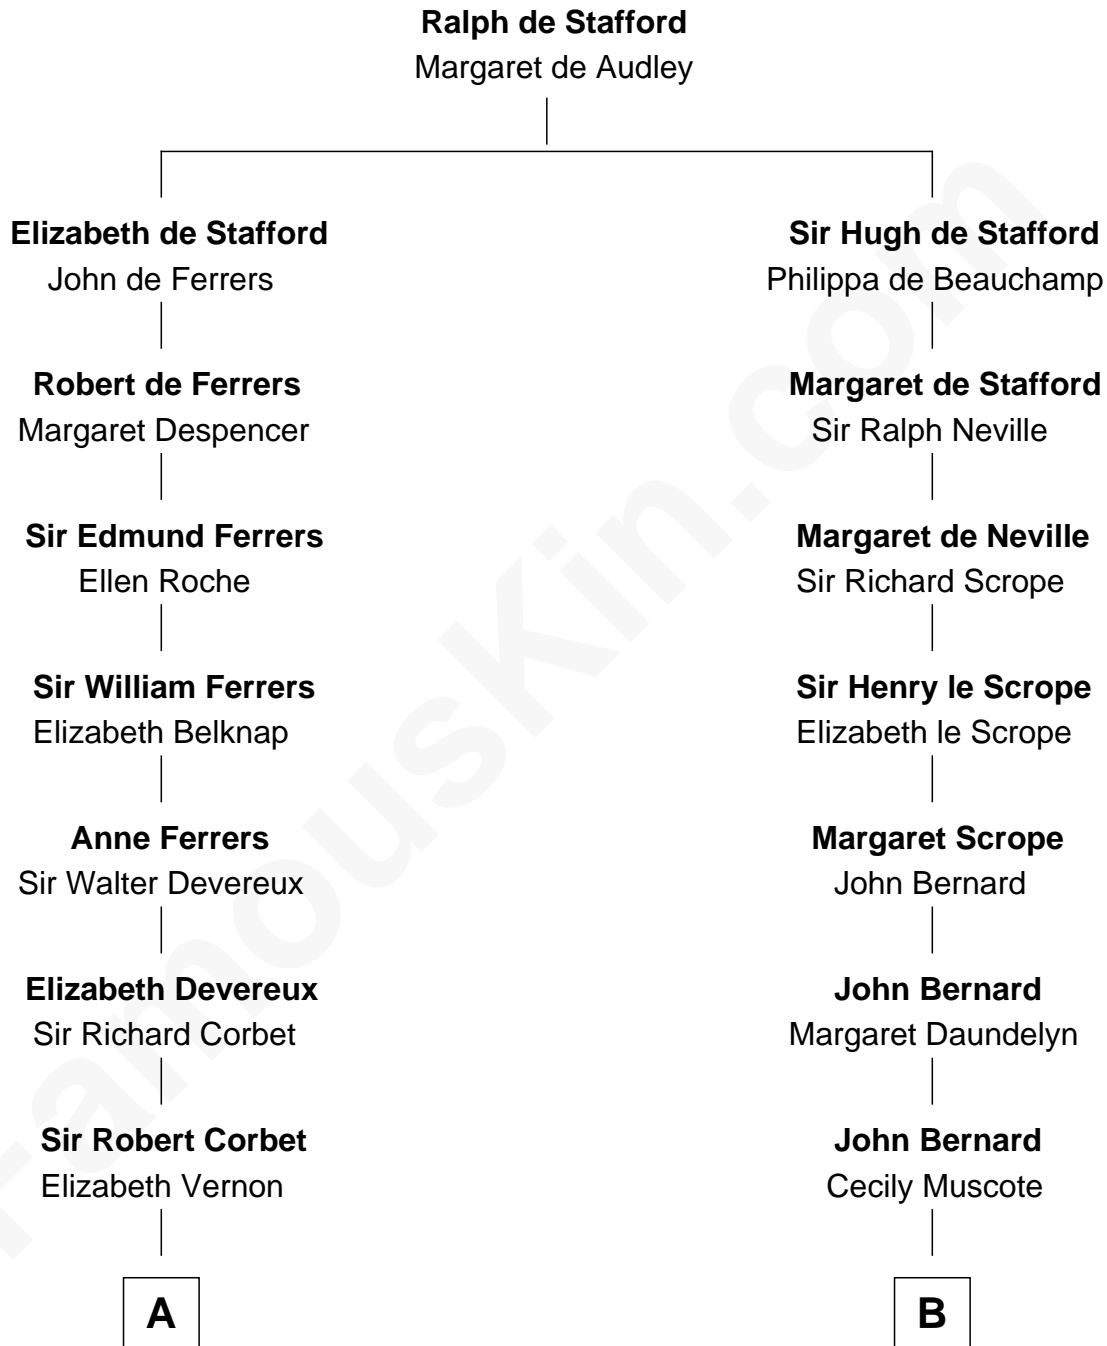 Ralph de Stafford
Margaret de Audley
Elizabeth de Stafford
John de Ferrers
Robert de Ferrers
Margaret Despencer
Sir Edmund Ferrers
Ellen Roche
Sir William Ferrers
Elizabeth Belknap
Anne Ferrers
Sir Walter Devereux
Elizabeth Devereux
Sir Richard Corbet
Sir Robert Corbet
Elizabeth Vernon
A
Sir Hugh de Stafford
Philippa de Beauchamp
Margaret de Stafford
Sir Ralph Neville
Margaret de Neville
Sir Richard Scrope
Sir Henry le Scrope
Elizabeth le Scrope
Margaret Scrope
John Bernard
John Bernard
Margaret Daundelyn
John Bernard
Cecily Muscote
B
FamousKin.com